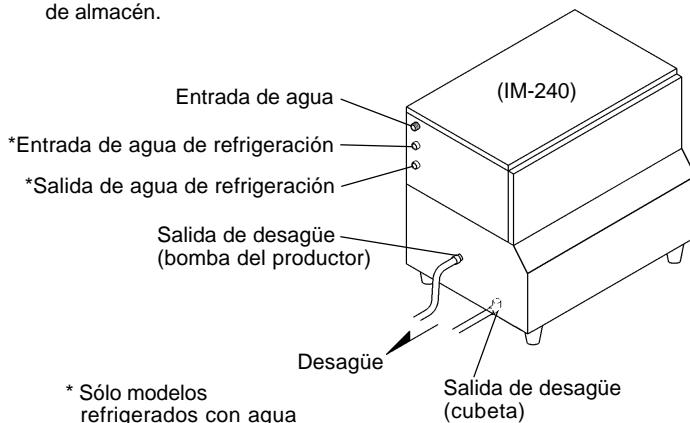 de almacén.
(IM-240)
Entrada de agua
*Entrada de agua de refrigeración
*Salida de agua de refrigeración
Salida de desagüe
(bomba del productor)
Desagüe
Salida de desagüe
(cubeta)
* Sólo modelos
refrigerados con agua